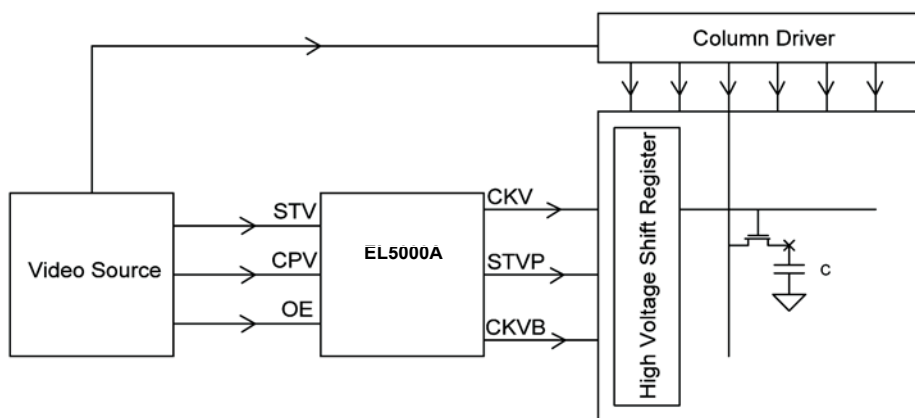 Column Driver
Video Source
STV
CPV
OE
EL5000A
CKV
STVP
CKVB
High Voltage Shift Register
C